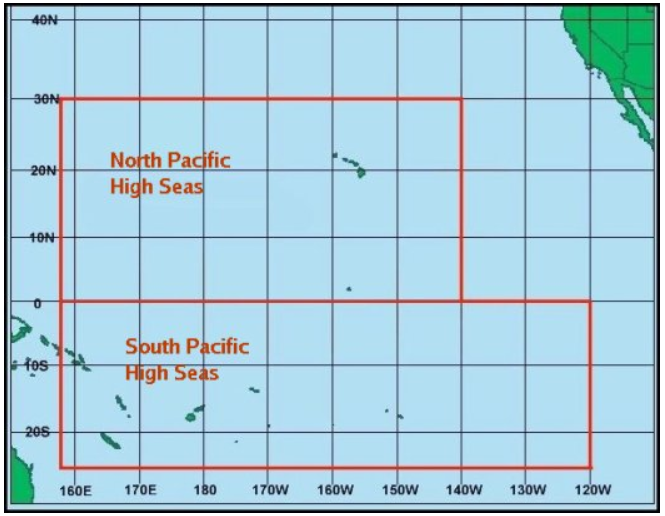 40N
30N
North Pacific
High Seas
20N
10N
0
South Pacific
High Seas
10S
20S
160E 170E 180 170W 160W 150W 140W 130W 120W